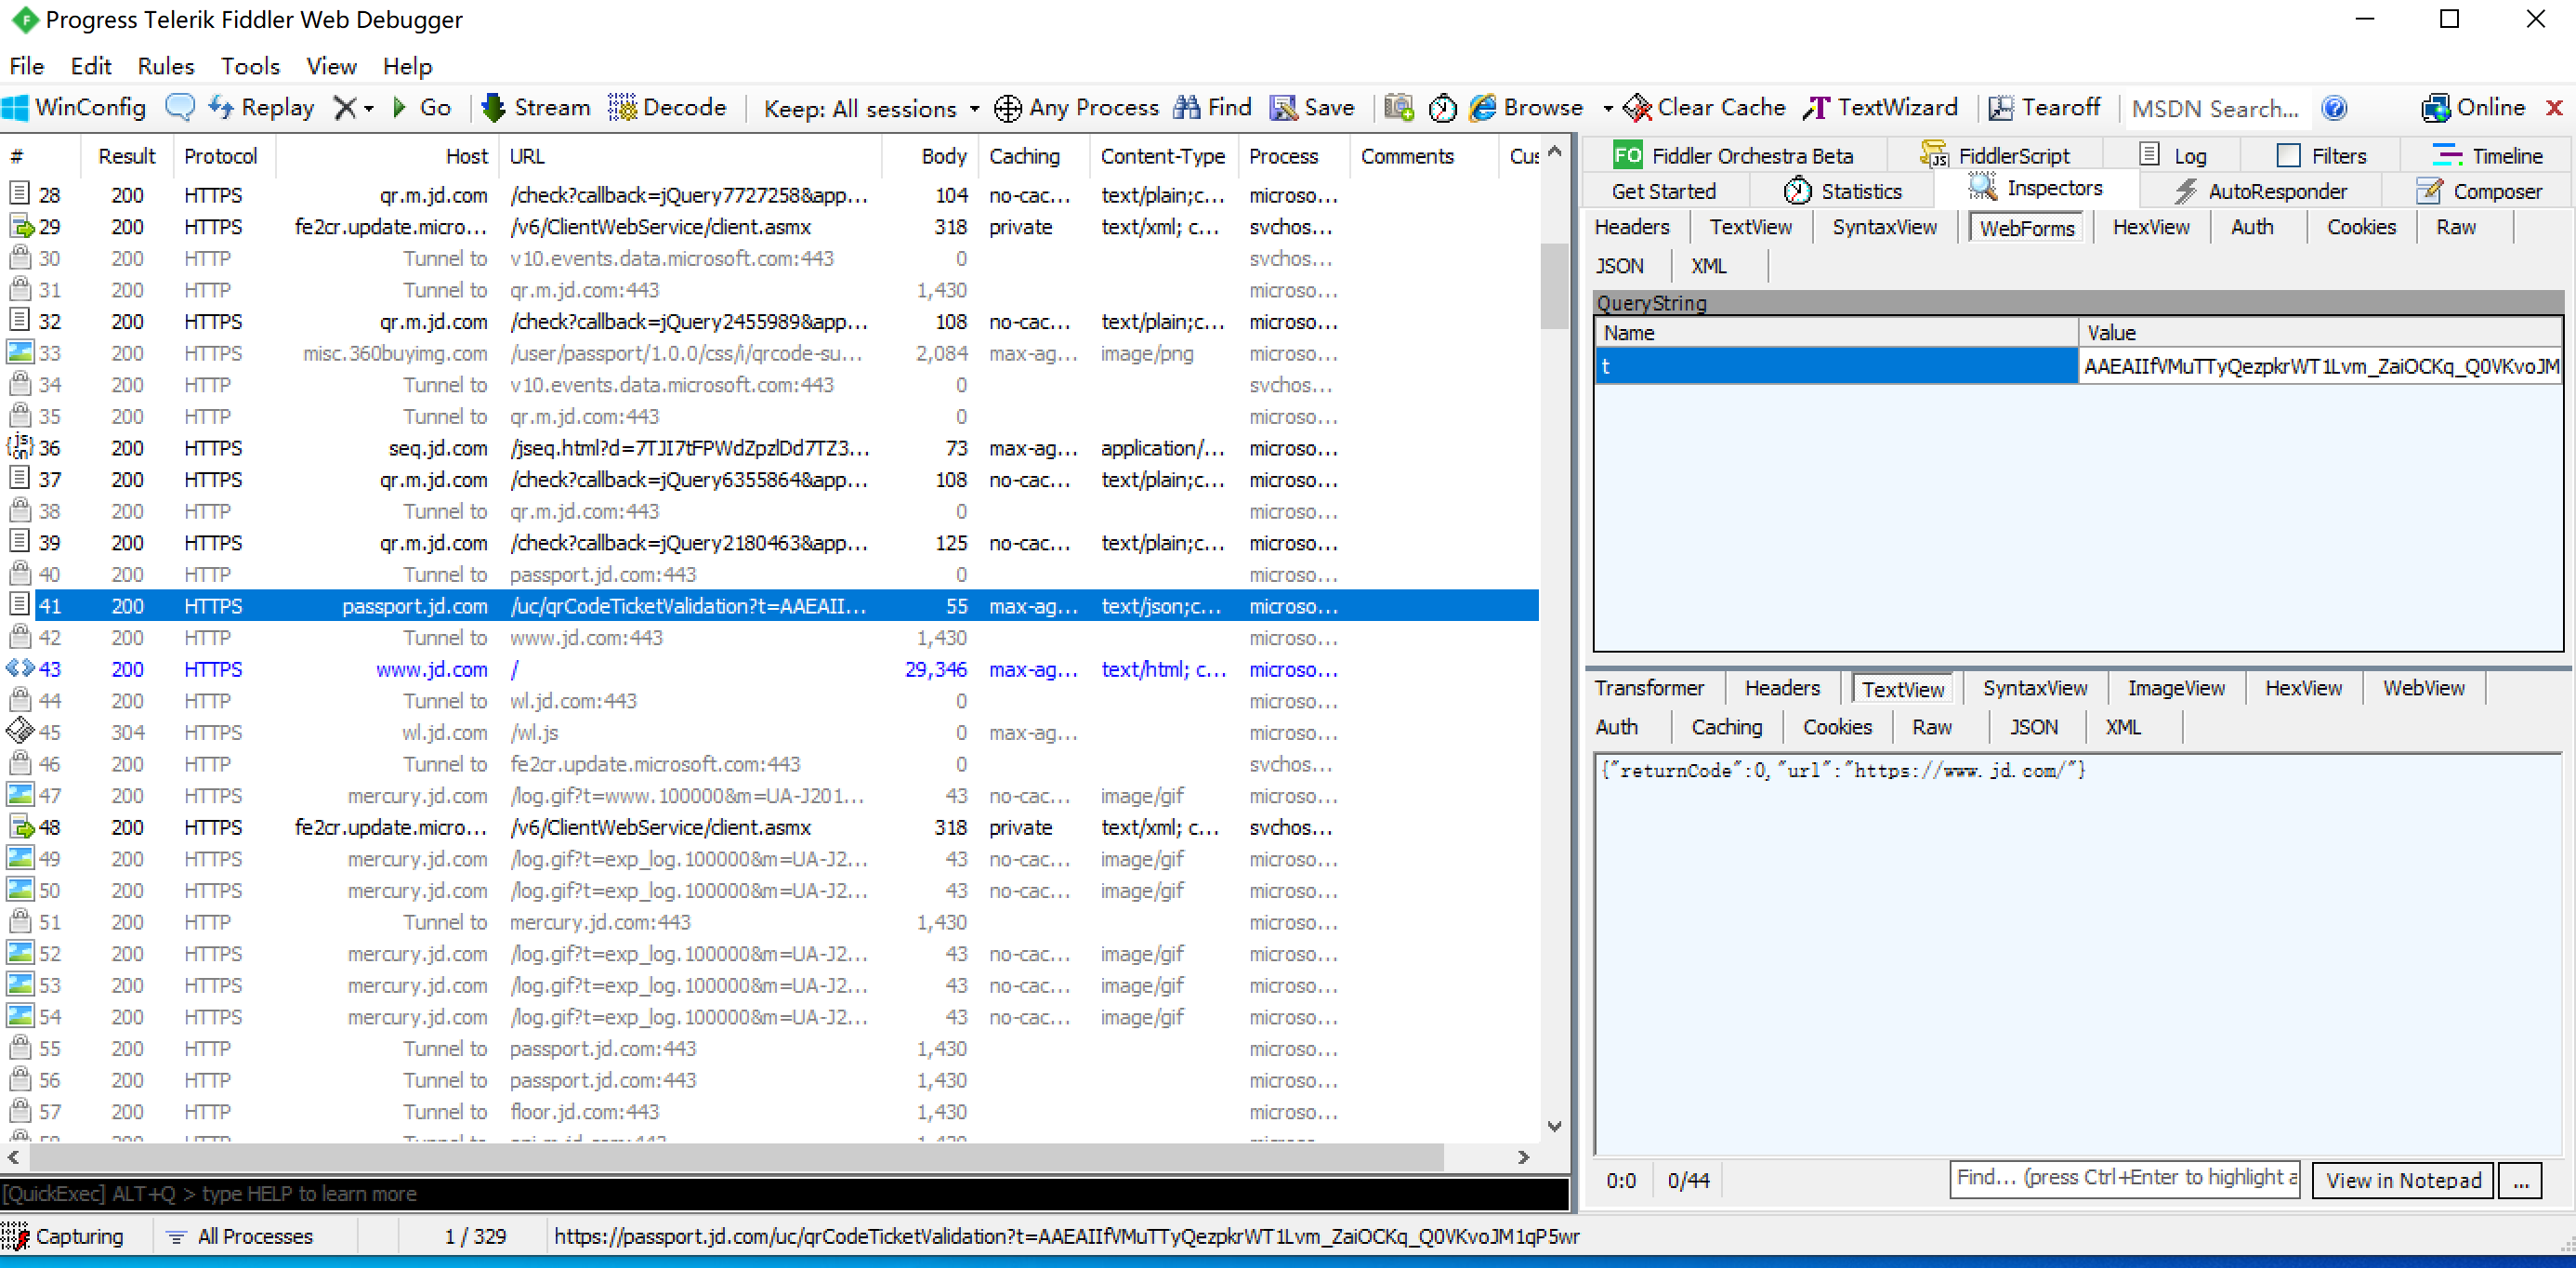 Progress Telerik Fiddler Web Debugger
File Edit Rules Tools View Help
WinConfig Replay Go Stream Decode Keep: All sessions Any Process Find Save Browse Clear Cache TextWizard Tearoff MSDN Search... Online
# Result Protocol Host URL Body Caching Content-Type Process Comments Cus
28 200 HTTPS qr.m.jd.com /check?callback=jQuery7727258&app... 104 no-cac... text/plain;c... microso...
29 200 HTTPS fe2cr.update.micro... /v6/ClientWebService/client.asmx 318 private text/xml; c... svchos...
30 200 HTTP Tunnel to v10.events.data.microsoft.com:443 0 svchos...
31 200 HTTP Tunnel to qr.m.jd.com:443 1,430 microso...
32 200 HTTPS qr.m.jd.com /check?callback=jQuery2455989&app... 108 no-cac... text/plain;c... microso...
33 200 HTTPS misc.360buyimg.com /user/passport/1.0.0/css/i/qrcode-su... 2,084 max-ag... image/png microso...
34 200 HTTP Tunnel to v10.events.data.microsoft.com:443 0 svchos...
35 200 HTTP Tunnel to qr.m.jd.com:443 0 microso...
36 200 HTTPS seq.jd.com /jseq.html?d=7TJI7tFPWdZpzlDd7TZ3... 73 max-ag... application/... microso...
37 200 HTTPS qr.m.jd.com /check?callback=jQuery6355864&app... 108 no-cac... text/plain;c... microso...
38 200 HTTP Tunnel to qr.m.jd.com:443 0 microso...
39 200 HTTPS qr.m.jd.com /check?callback=jQuery2180463&app... 125 no-cac... text/plain;c... microso...
40 200 HTTP Tunnel to passport.jd.com:443 0 microso...
41 200 HTTPS passport.jd.com /uc/qrCodeTicketValidation?t=AAEAII... 55 max-ag... text/json;c... microso...
42 200 HTTP Tunnel to www.jd.com:443 1,430 microso...
43 200 HTTPS www.jd.com / 29,346 max-ag... text/html; c... microso...
44 200 HTTP Tunnel to wl.jd.com:443 0 microso...
45 304 HTTPS wl.jd.com /wl.js 0 max-ag... microso...
46 200 HTTP Tunnel to fe2cr.update.microsoft.com:443 0 svchos...
47 200 HTTPS mercury.jd.com /log.gif?t=www.100000&m=UA-J201... 43 no-cac... image/gif microso...
48 200 HTTPS fe2cr.update.micro... /v6/ClientWebService/client.asmx 318 private text/xml; c... svchos...
49 200 HTTPS mercury.jd.com /log.gif?t=exp_log.100000&m=UA-J2... 43 no-cac... image/gif microso...
50 200 HTTPS mercury.jd.com /log.gif?t=exp_log.100000&m=UA-J2... 43 no-cac... image/gif microso...
51 200 HTTP Tunnel to mercury.jd.com:443 1,430 microso...
52 200 HTTPS mercury.jd.com /log.gif?t=exp_log.100000&m=UA-J2... 43 no-cac... image/gif microso...
53 200 HTTPS mercury.jd.com /log.gif?t=exp_log.100000&m=UA-J2... 43 no-cac... image/gif microso...
54 200 HTTPS mercury.jd.com /log.gif?t=exp_log.100000&m=UA-J2... 43 no-cac... image/gif microso...
55 200 HTTP Tunnel to passport.jd.com:443 1,430 microso...
56 200 HTTP Tunnel to passport.jd.com:443 1,430 microso...
57 200 HTTP Tunnel to floor.jd.com:443 1,430 microso...
[QuickExec] ALT+Q > type HELP to learn more
FO Fiddler Orchestra Beta FiddlerScript Log Filters Timeline
Get Started Statistics Inspectors AutoResponder Composer
Headers TextView SyntaxView WebForms HexView Auth Cookies Raw
JSON XML
QueryString
Name Value
t AAEAIIfVMuTTyQezpkrWT1Lvm_ZaiOCKq_Q0VKvoJM
Transformer Headers TextView SyntaxView ImageView HexView WebView
Auth Caching Cookies Raw JSON XML
{"returnCode":0,"url":"https://www.jd.com/"}
0:0 0/44 Find... (press Ctrl+Enter to highlight a View in Notepad ...
Capturing All Processes 1 / 329 https://passport.jd.com/uc/qrCodeTicketValidation?t=AAEAIIfVMuTTyQezpkrWT1Lvm_ZaiOCKq_Q0VKvoJM1qP5wr